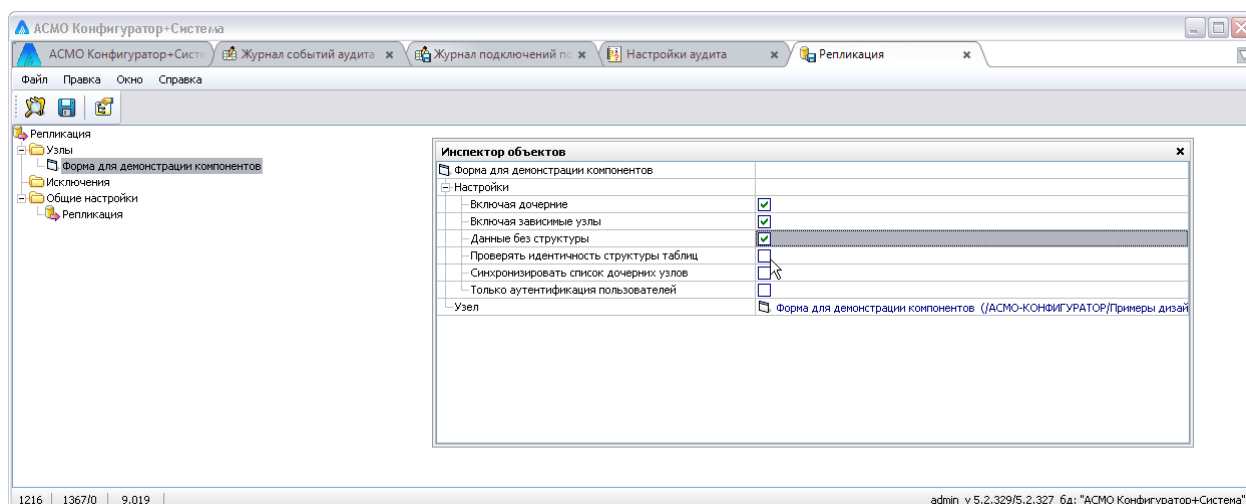 АСМО Конфигуратор+Система
АСМО Конфигуратор+Систе
Журнал событий аудита
Журнал подключений по
Настройки аудита
Репликация
Файл Правка Окно Справка
Репликация
Узлы
Форма для демонстрации компонентов
Исключения
Общие настройки
Репликация
Инспектор объектов
Форма для демонстрации компонентов
Настройки
Включая дочерние
Включая зависимые узлы
Данные без структуры
Проверять идентичность структуры таблиц
Синхронизировать список дочерних узлов
Только аутентификация пользователей
Узел Форма для демонстрации компонентов (/АСМО-КОНФИГУРАТОР/Примеры дизай
1216 1367/0 9.019 admin v 5.2.329/5.2.327 бд: "АСМО Конфигуратор+Система"